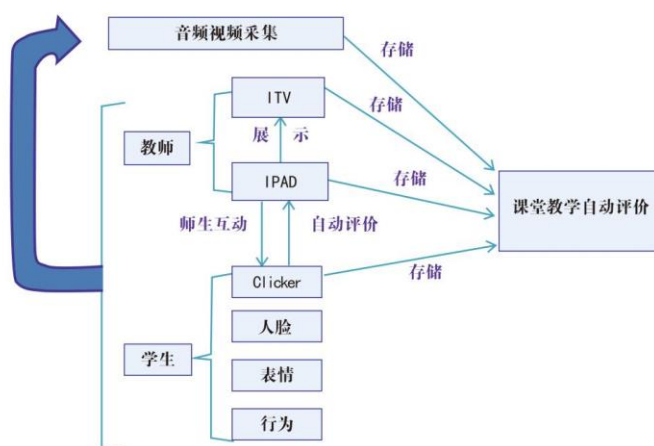 音频视频采集
存储
ITV
存储
教师
展 示
IPAD
存储
课堂教学自动评价
师生互动
自动评价
Clicker
存储
人脸
学生
表情
行为